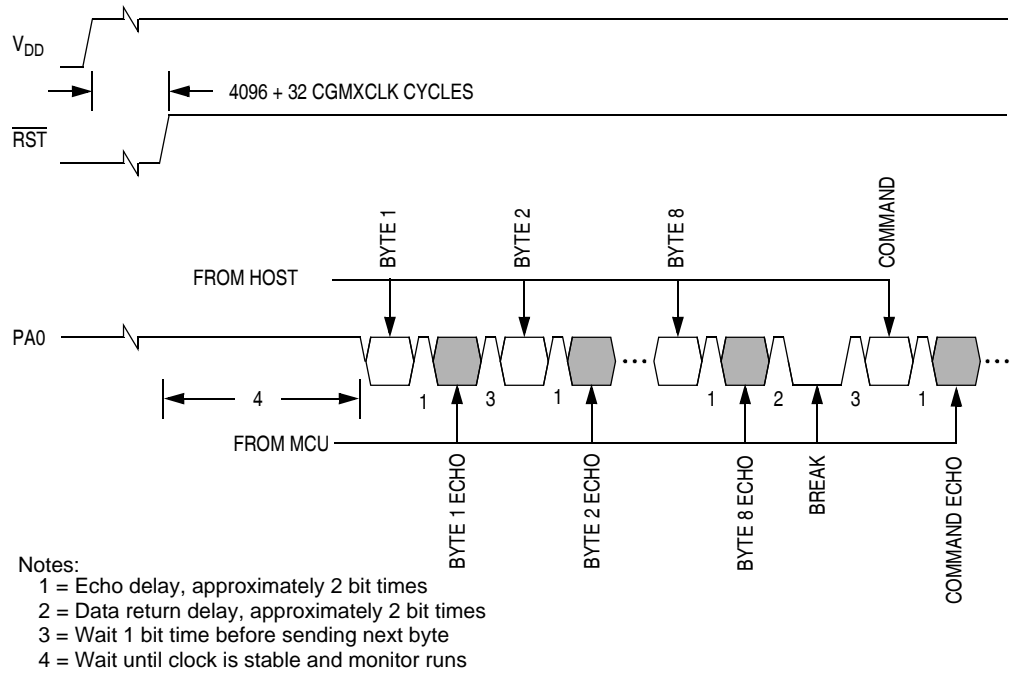 VDD
4096 + 32 CGMXCLK CYCLES
RST
BYTE 1
BYTE 2
BYTE 8
COMMAND
FROM HOST
PA0
4
1
3
1
1
2
3
1
FROM MCU
BYTE 1 ECHO
BYTE 2 ECHO
BYTE 8 ECHO
BREAK
COMMAND ECHO
Notes:
1 = Echo delay, approximately 2 bit times
2 = Data return delay, approximately 2 bit times
3 = Wait 1 bit time before sending next byte
4 = Wait until clock is stable and monitor runs